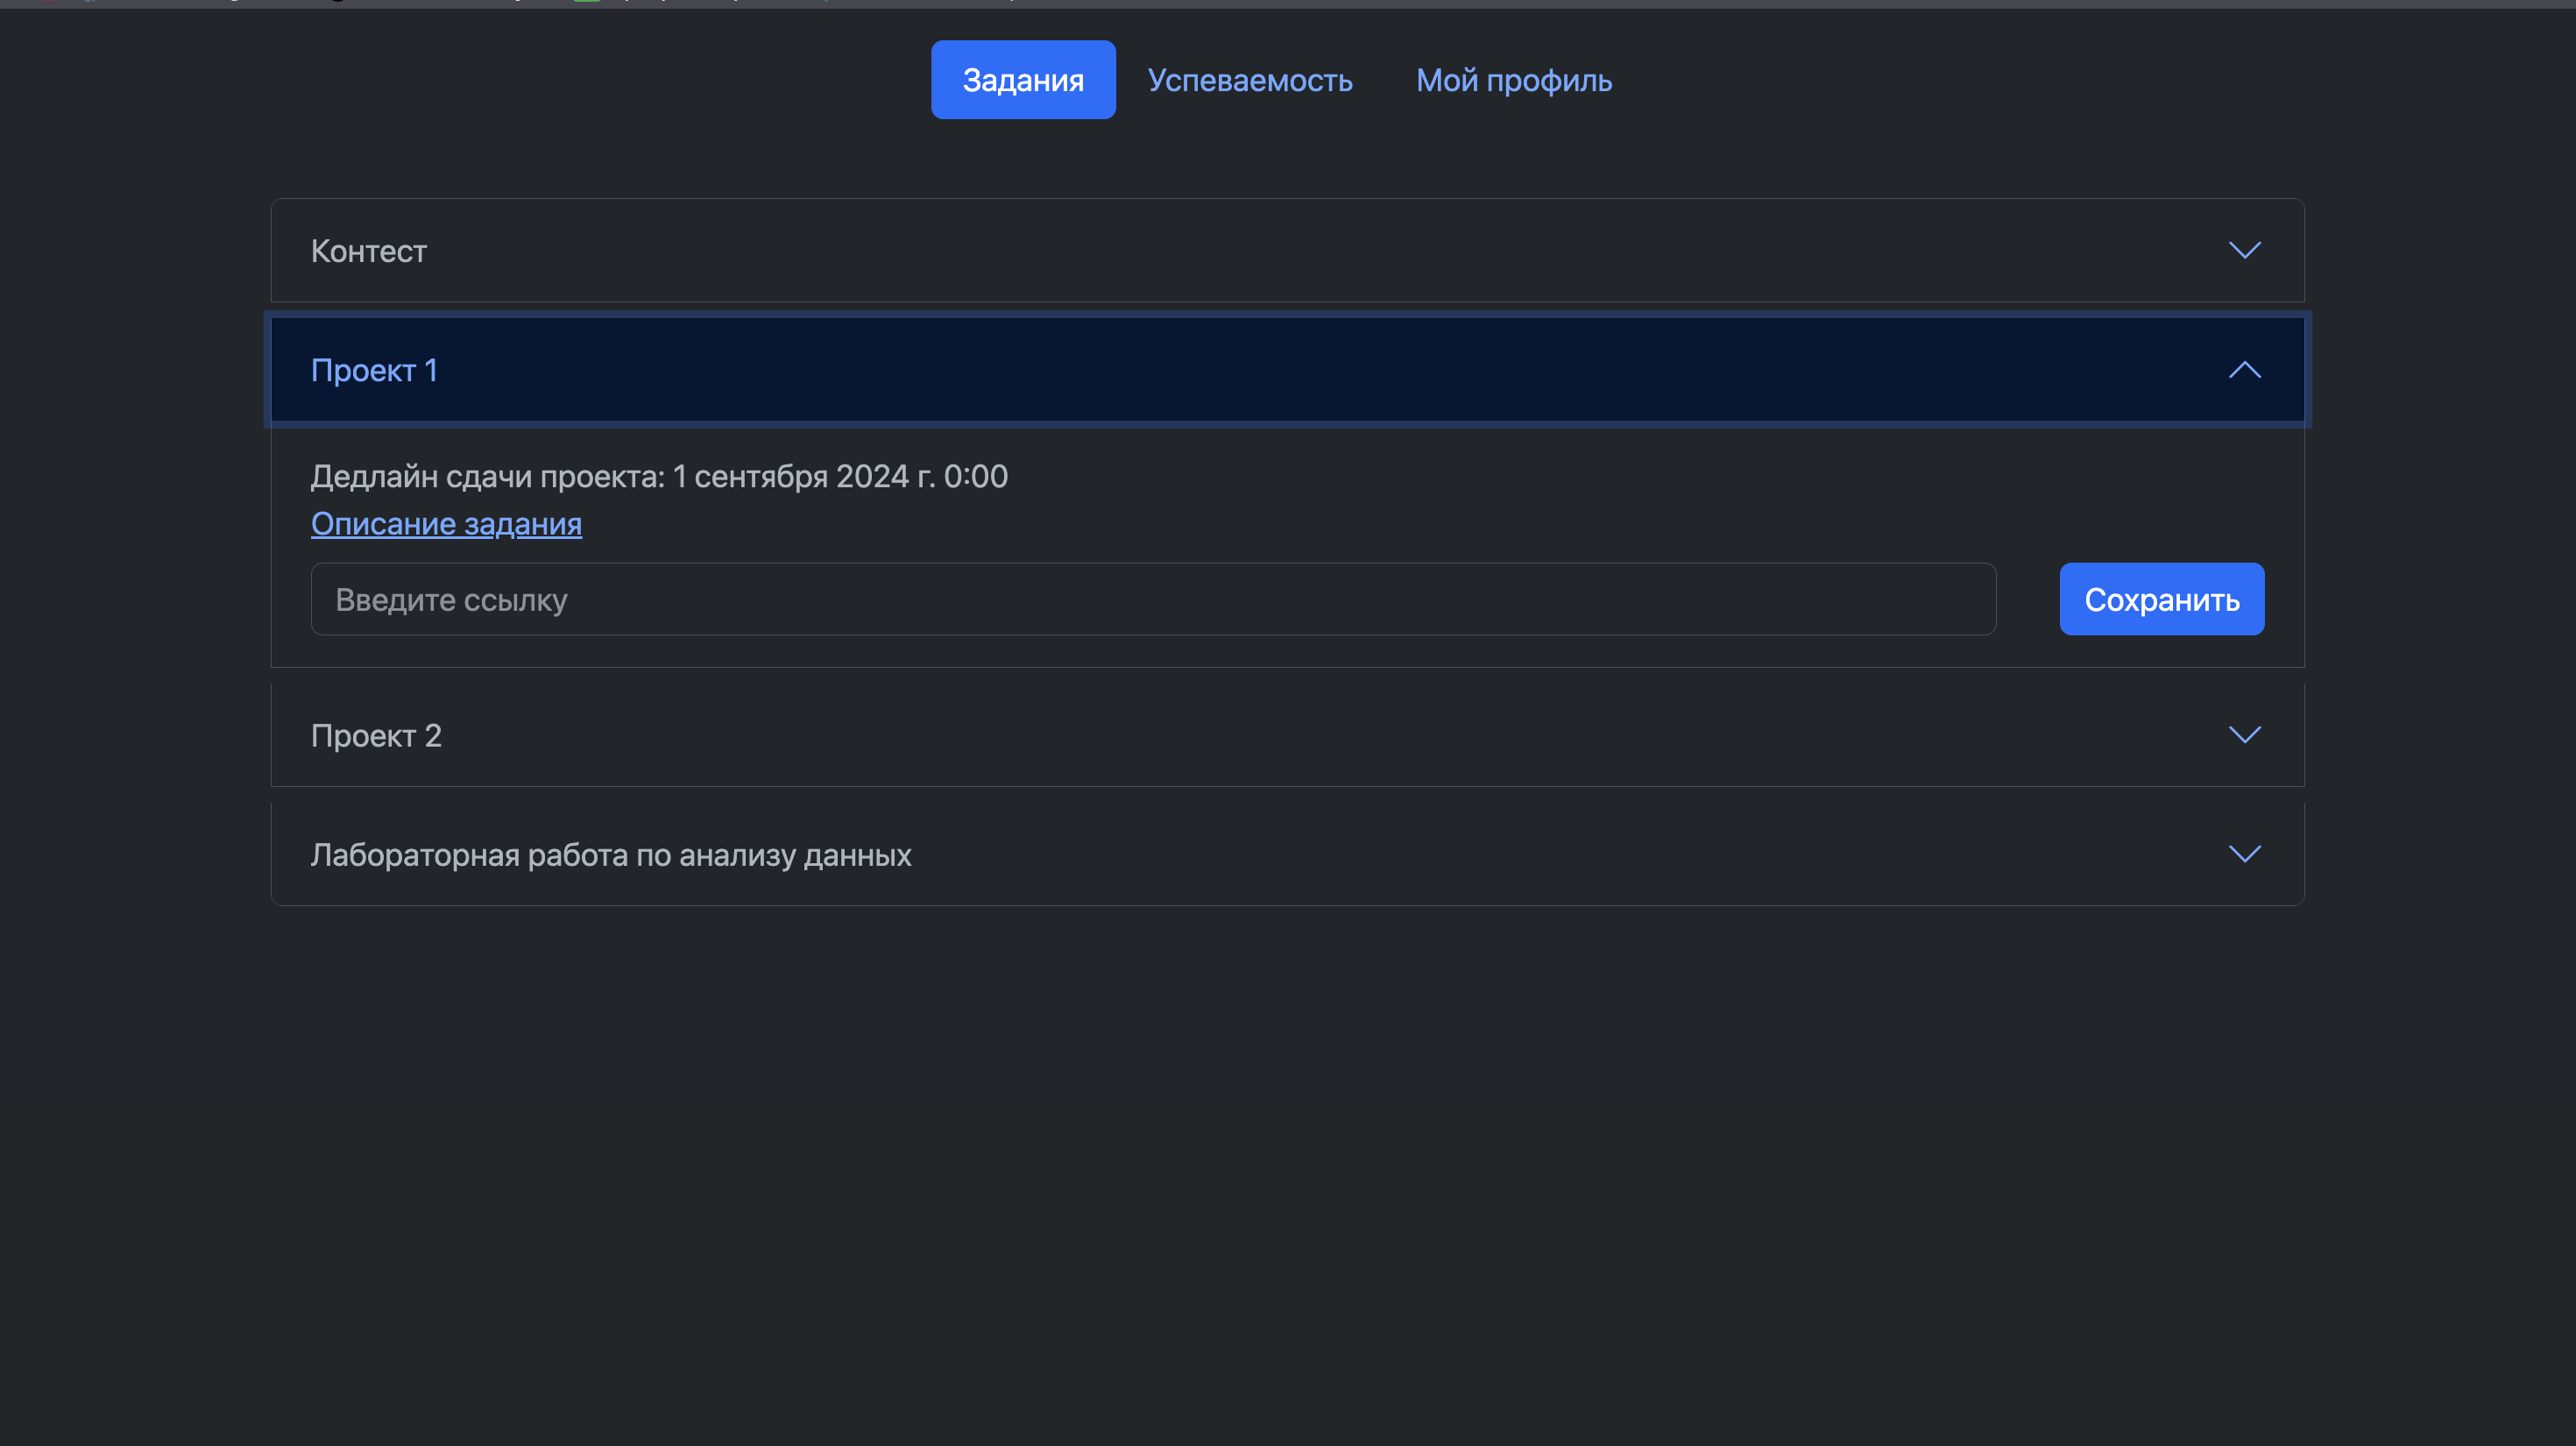 Задания Успеваемость Мой профиль
Контест
Проект 1
Дедлайн сдачи проекта: 1 сентября 2024 г. 0:00
Описание задания
Введите ссылку Сохранить
Проект 2
Лабораторная работа по анализу данных